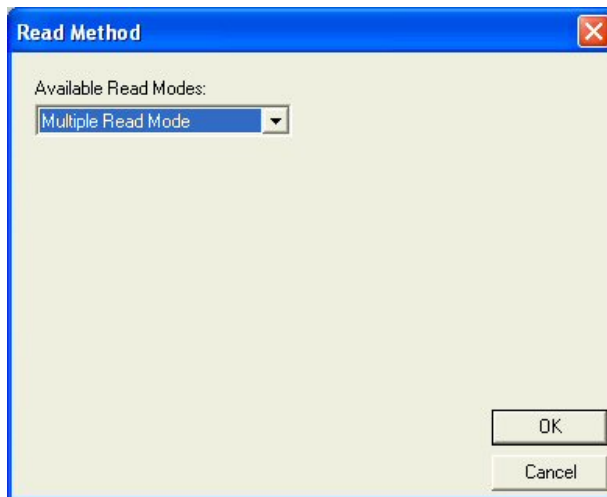 Read Method
Available Read Modes:
Multiple Read Mode
OK
Cancel